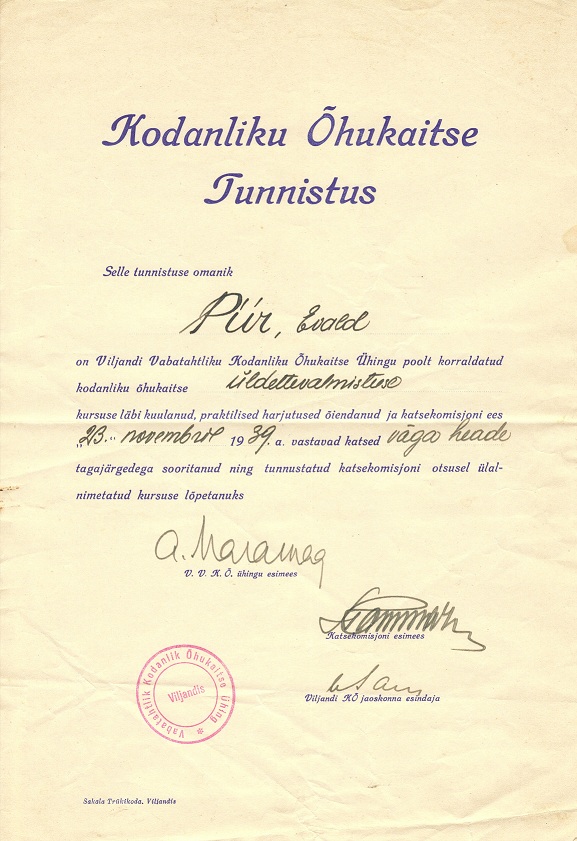 Kodanliku Õhukaitse
Tunnistus
Selle tunnistuse omanik
Piir, Evald
on Viljandi Vabatahtliku Kodanliku Õhukaitse Ühingu poolt korraldatud
kodanliku õhukaitse üldettevalmistuse
kursuse läbi kuulanud, praktilised harjutused õiendanud ja katsekomisjoni ees
"23." novembril 1939. a. vastavad katsed väga heade
tagajärgedega sooritanud ning tunnustatud katsekomisjoni otsusel ülal-
nimetatud kursuse lõpetanuks
A. Maramaa
V. V. K. Õ. ühingu esimees
Katsekomisjoni esimees
Viljandi KÕ jaoskonna esindaja
Vabatahtlik Kodanlik Õhukaitse Ühing *
Viljandis
Sakala Trükikoda, Viljandis